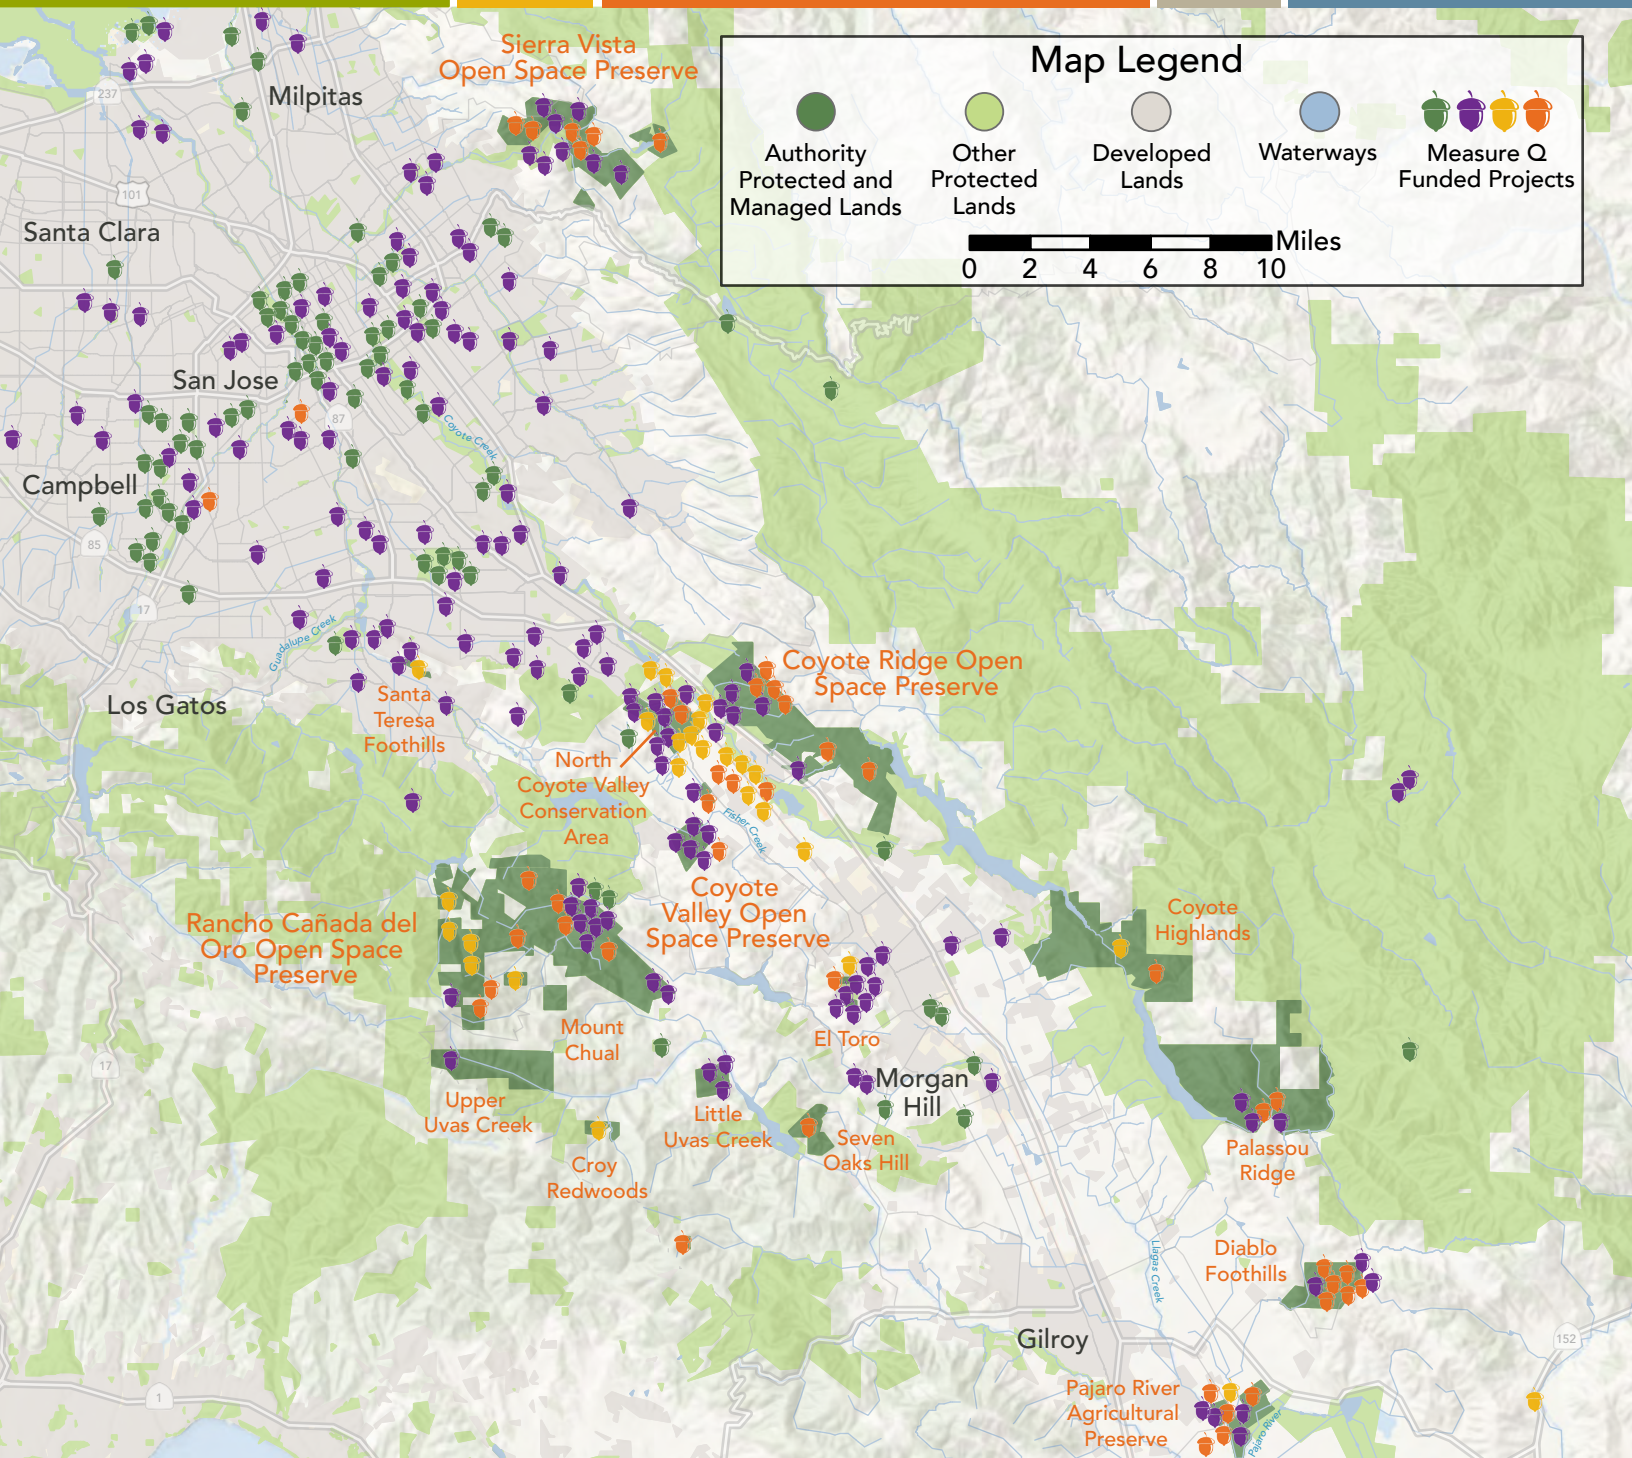 Sierra Vista
Open Space Preserve
Map Legend
Authority
Protected and
Managed Lands
Other
Protected
Lands
Developed
Lands
Waterways
Measure Q
Funded Projects
Miles
0 2 4 6 8 10
237
Milpitas
101
Santa Clara
San Jose
87
Coyote Creek
Campbell
85
17
Guadalupe Creek
Los Gatos
Santa
Teresa
Foothills
Coyote Ridge Open
Space Preserve
North
Coyote Valley
Conservation
Area
Fisher Creek
Coyote
Valley Open
Space Preserve
Rancho Cañada del
Oro Open Space
Preserve
Coyote
Highlands
Mount
Chual
El Toro
17
Morgan
Hill
Upper
Uvas Creek
Little
Uvas Creek
Seven
Oaks Hill
Croy
Redwoods
Palassou
Ridge
Diablo
Foothills
Llagas Creek
Gilroy
152
1
Pajaro River
Agricultural
Preserve
Pajaro River